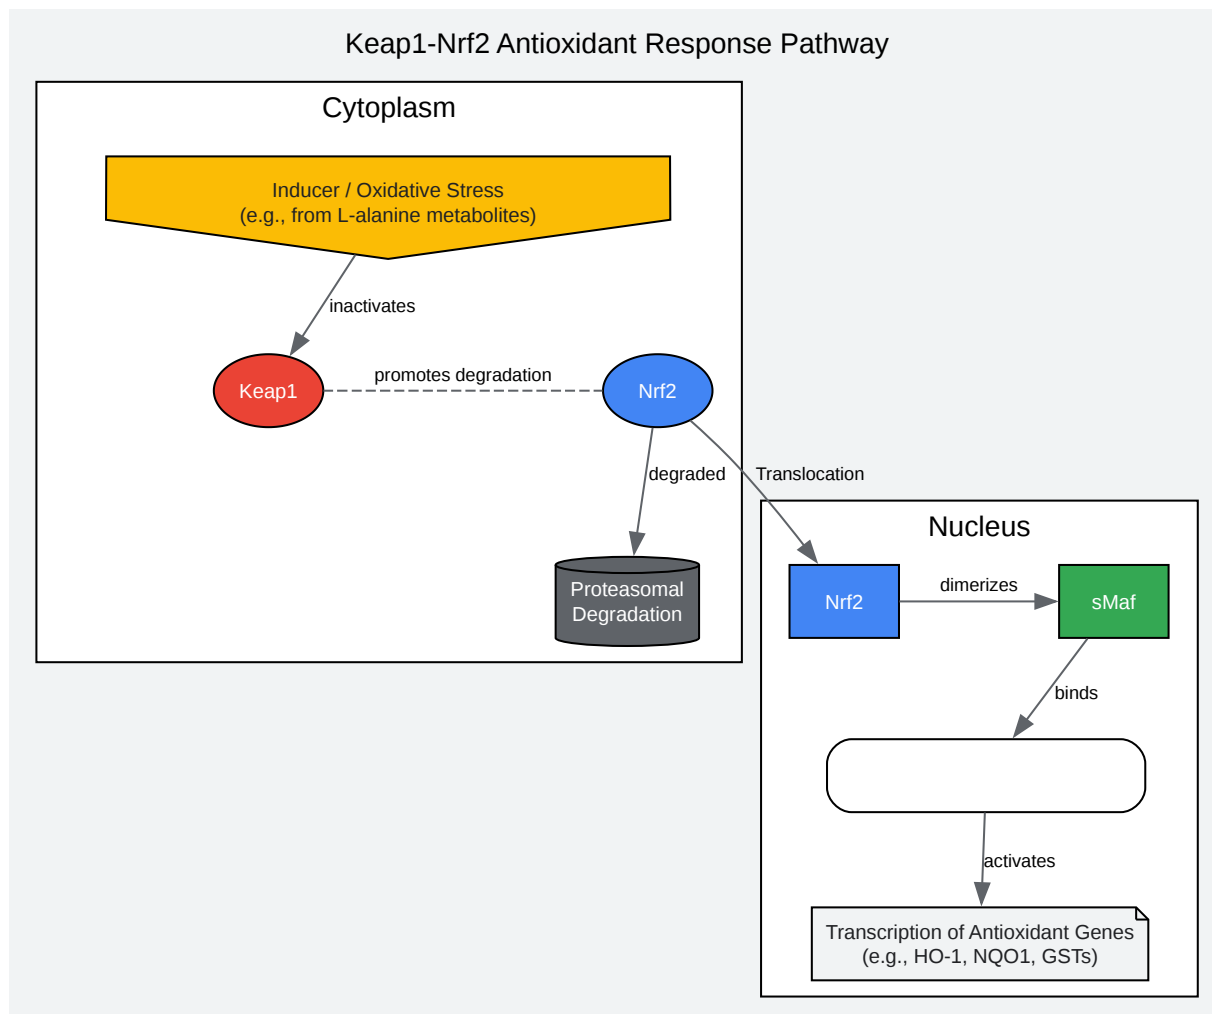 Keap1-Nrf2 Antioxidant Response Pathway
Cytoplasm
Inducer / Oxidative Stress
(e.g., from L-alanine metabolites)
inactivates
Keap1
promotes degradation
Nrf2
degraded
Translocation
Proteasomal
Degradation
Nucleus
Nrf2
dimerizes
sMaf
binds
activates
Transcription of Antioxidant Genes
(e.g., HO-1, NQO1, GSTs)